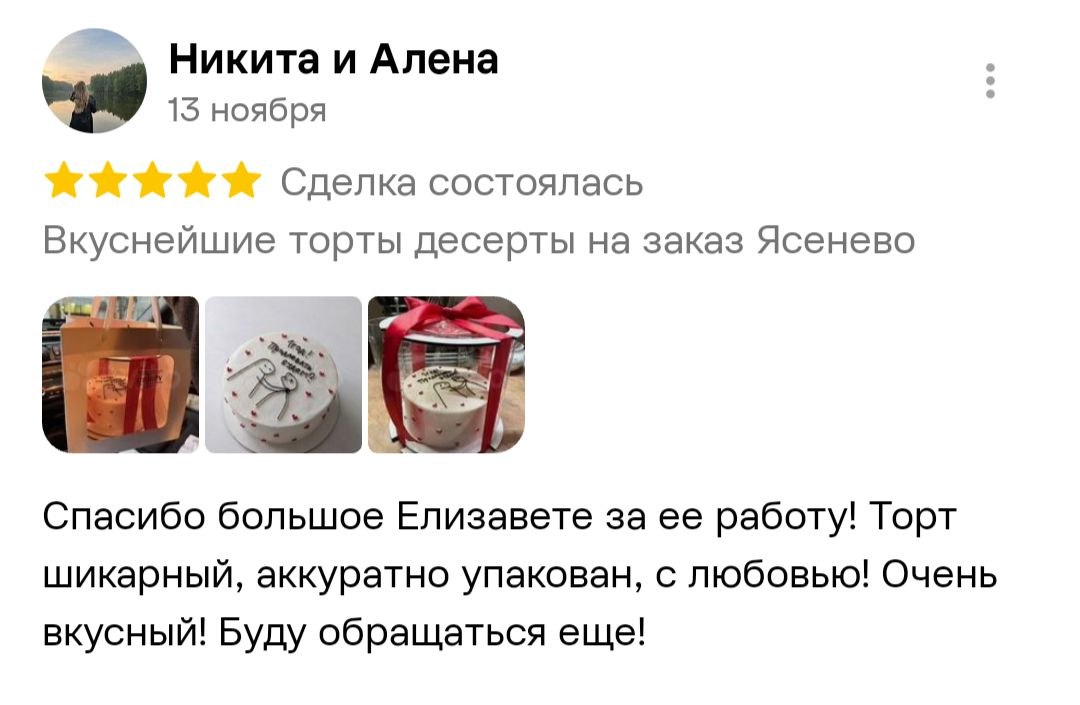 Никита и Алена
13 ноября
Сделка состоялась
Вкуснейшие торты десерты на заказ Ясенево
Спасибо большое Елизавете за ее работу! Торт
шикарный, аккуратно упакован, с любовью! Очень
вкусный! Буду обращаться еще!